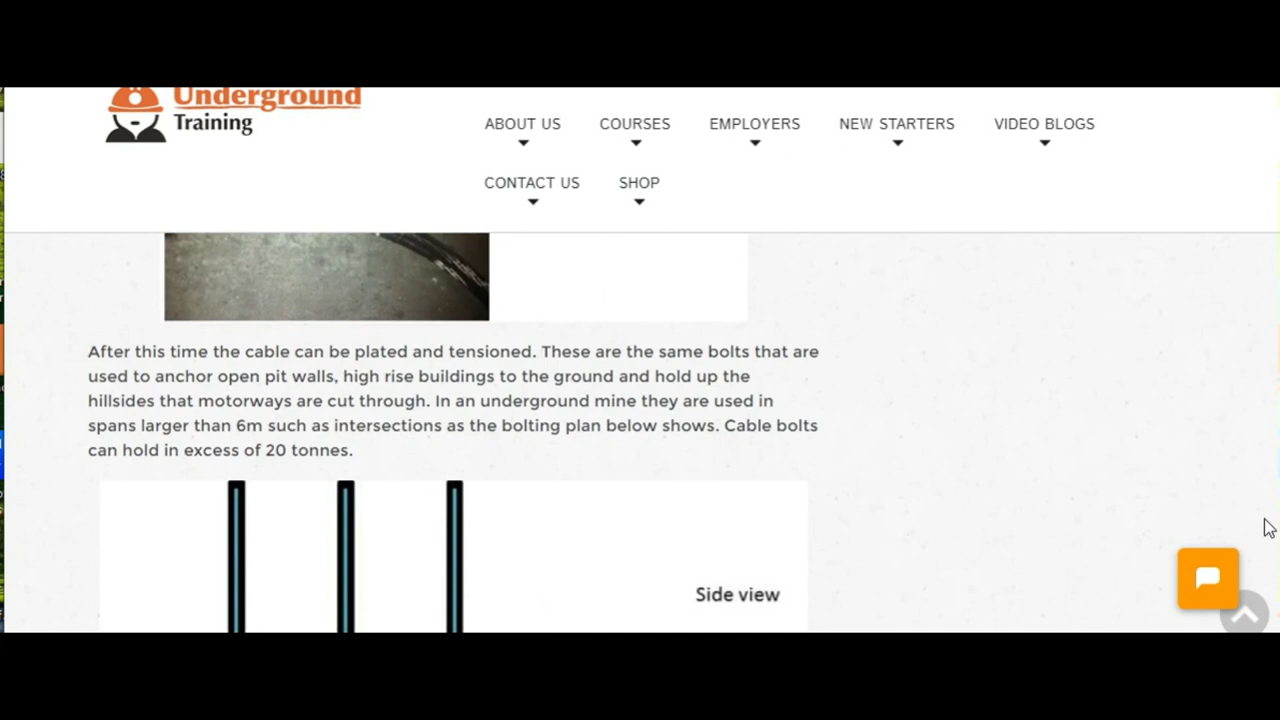 Underground
Training
ABOUT US
COURSES
EMPLOYERS
NEW STARTERS
VIDEO BLOGS
CONTACT US
SHOP
After this time the cable can be plated and tensioned. These are the same bolts that are
used to anchor open pit walls, high rise buildings to the ground and hold up the
hillsides that motorways are cut through. In an underground mine they are used in
spans larger than 6m such as intersections as the bolting plan below shows. Cable bolts
can hold in excess of 20 tonnes.
Side view